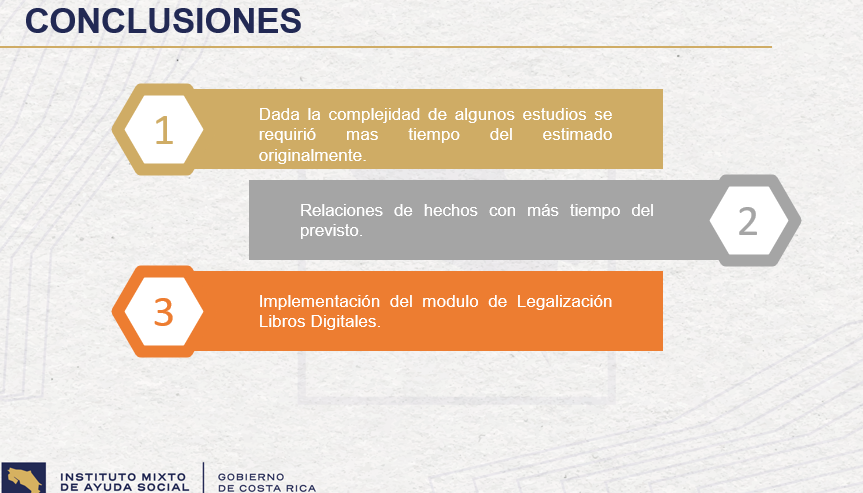 CONCLUSIONES
1
Dada la complejidad de algunos estudios se
requirió mas tiempo del estimado
originalmente.
Relaciones de hechos con más tiempo del
previsto.
2
3
Implementación del modulo de Legalización
Libros Digitales.
INSTITUTO MIXTO
DE AYUDA SOCIAL
GOBIERNO
DE COSTA RICA